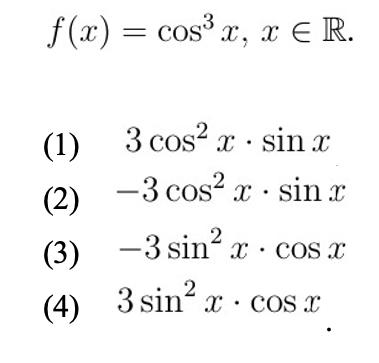 f(x) = cos³ x, x ∈ ℝ.
(1) 3 cos² x · sin x
(2) −3 cos² x · sin x
(3) −3 sin² x · cos x
(4) 3 sin² x · cos x
.